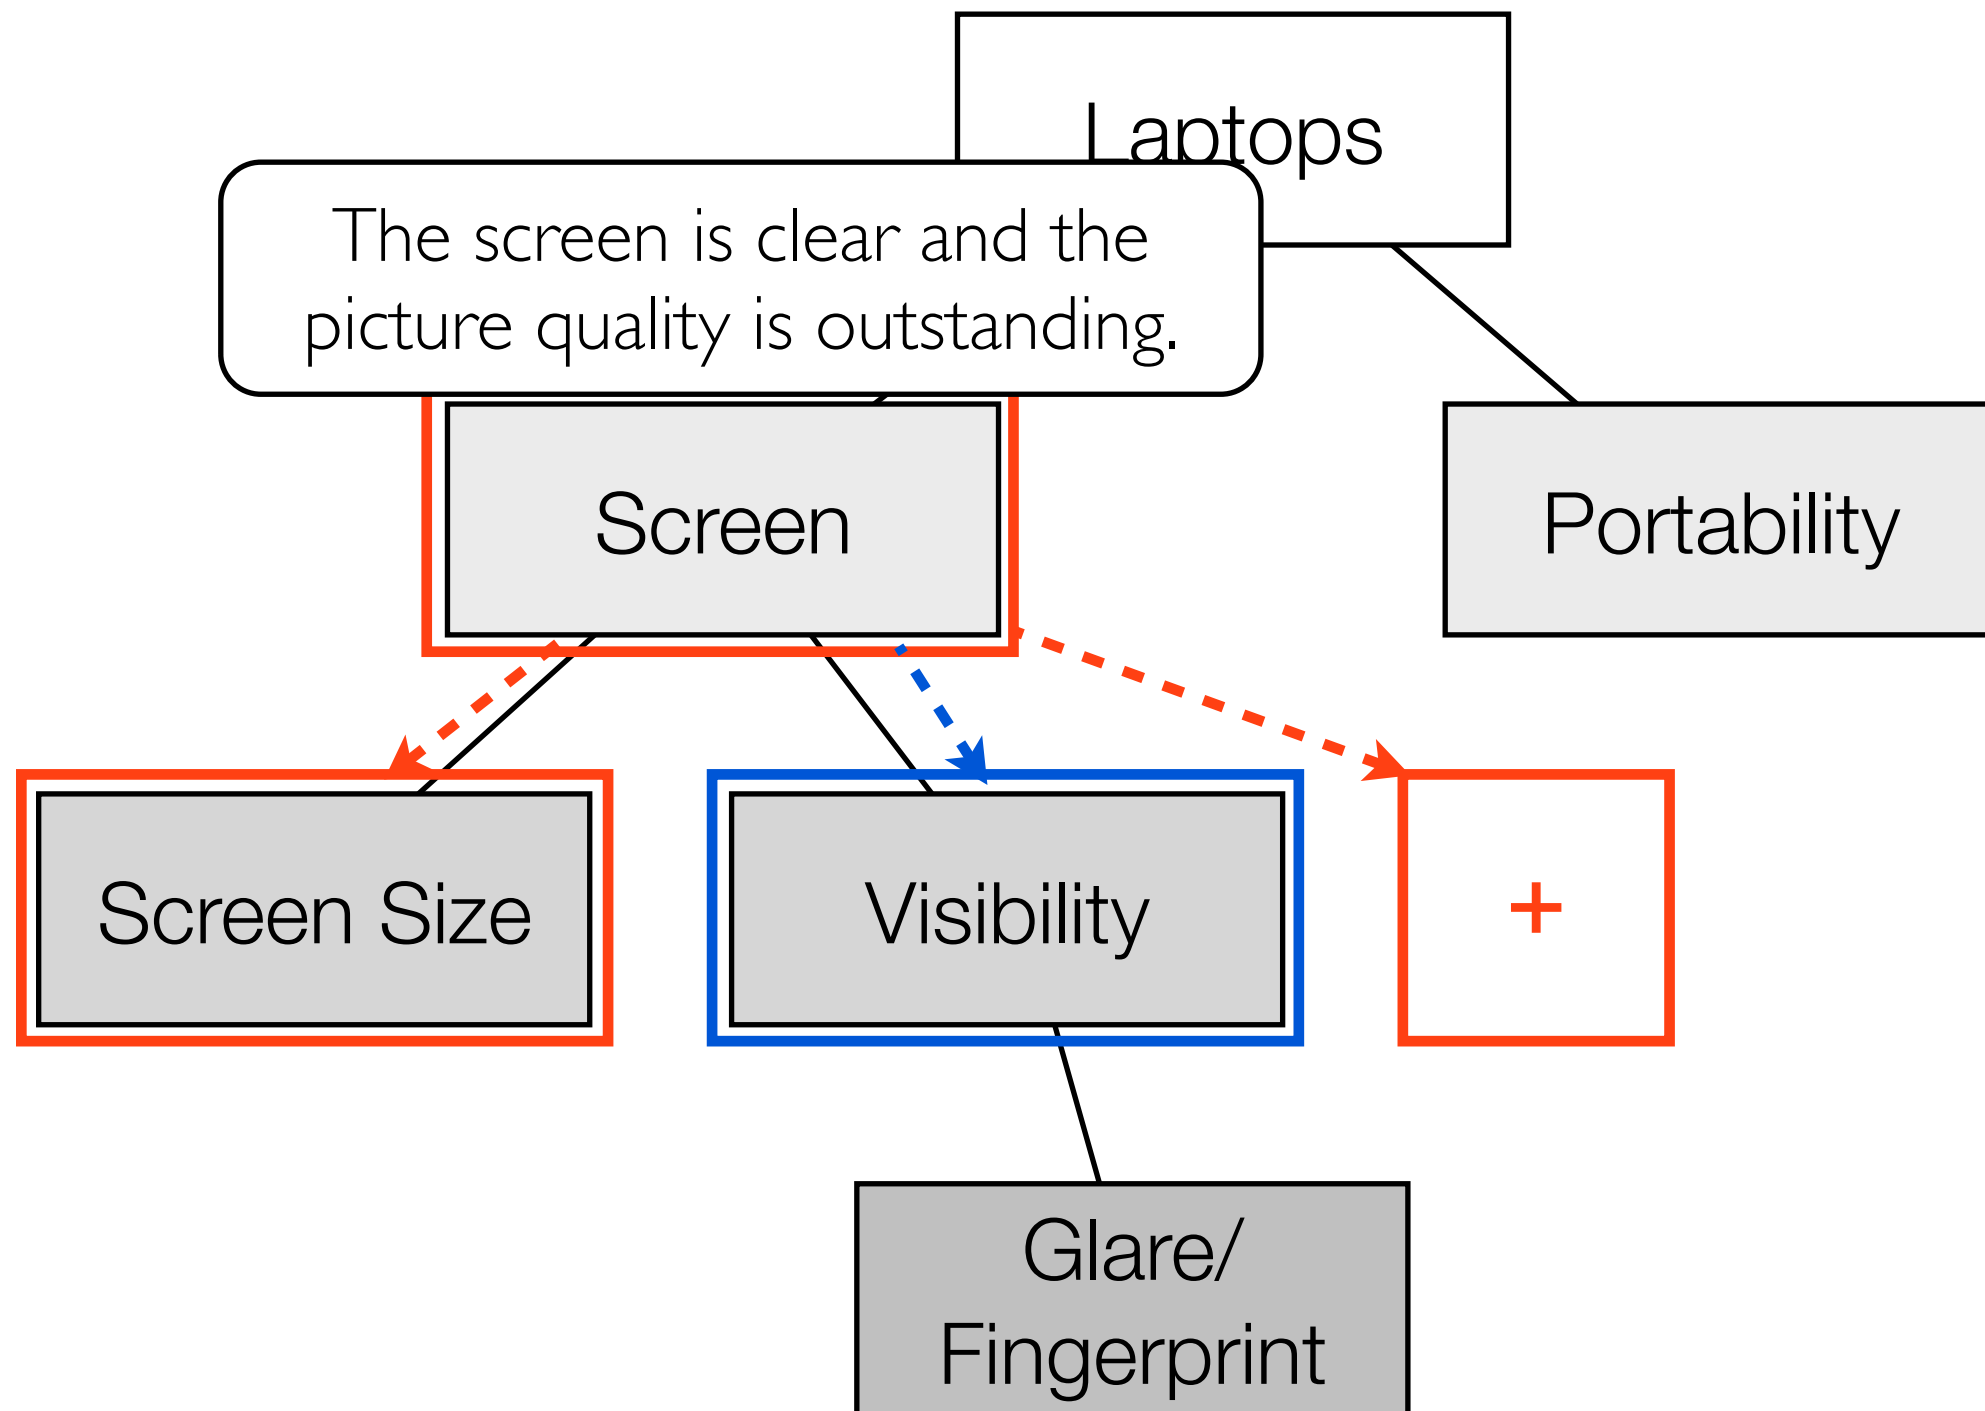 Laptops
The screen is clear and the
picture quality is outstanding.
Screen
Portability
Screen Size
Visibility
+
Glare/
Fingerprint